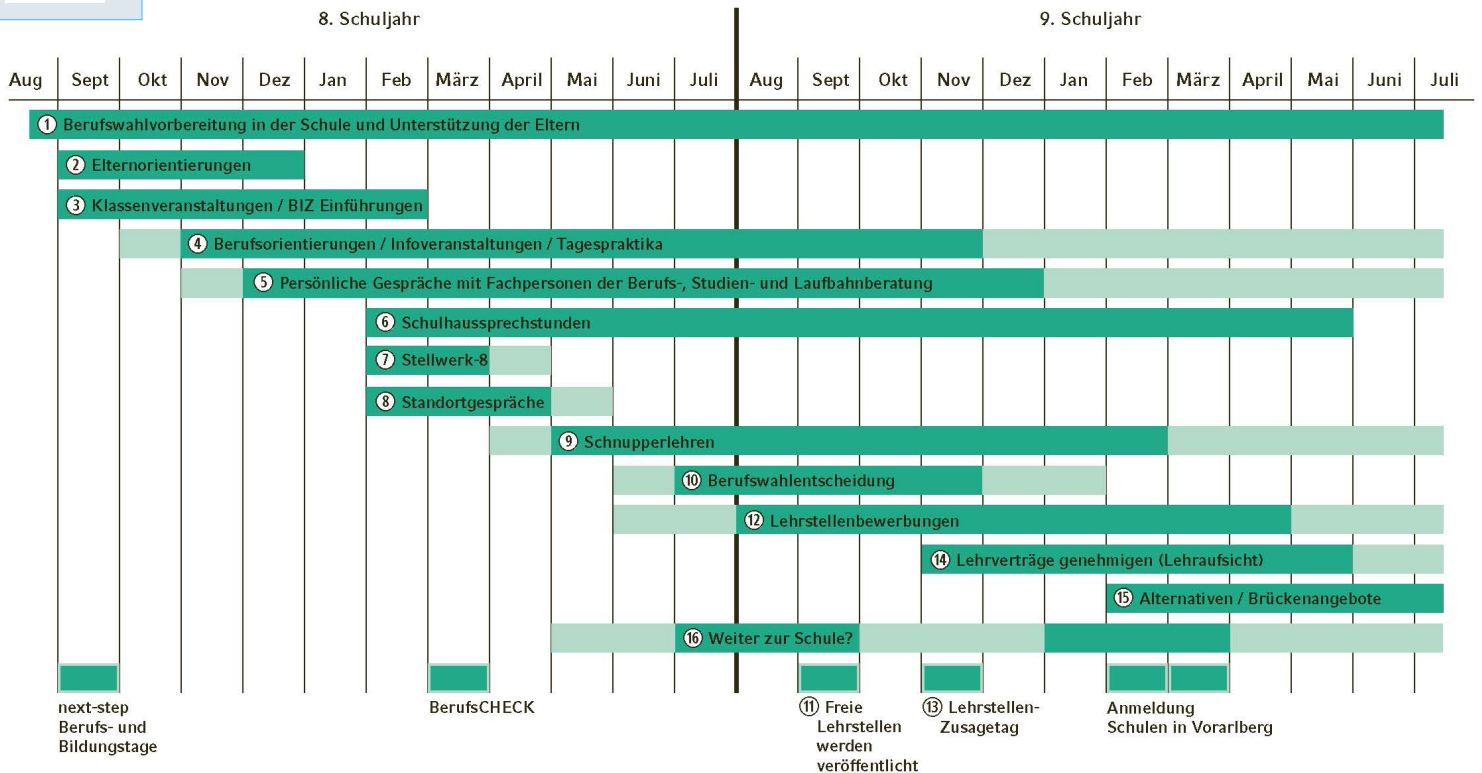 8. Schuljahr 9. Schuljahr
Aug Sept Okt Nov Dez Jan Feb März April Mai Juni Juli Aug Sept Okt Nov Dez Jan Feb März April Mai Juni Juli
1 Berufswahlvorbereitung in der Schule und Unterstützung der Eltern
2 Elternorientierungen
3 Klassenveranstaltungen / BIZ Einführungen
4 Berufsorientierungen / Infoveranstaltungen / Tagespraktika
5 Persönliche Gespräche mit Fachpersonen der Berufs-, Studien- und Laufbahnberatung
6 Schulhaussprechstunden
7 Stellwerk-8
8 Standortgespräche
9 Schnupperlehren
10 Berufswahlentscheidung
12 Lehrstellenbewerbungen
14 Lehrverträge genehmigen (Lehraufsicht)
15 Alternativen / Brückenangebote
16 Weiter zur Schule?
next-step
Berufs- und
Bildungstage
BerufsCHECK
11 Freie
Lehrstellen
werden
veröffentlicht
13 Lehrstellen-
Zusagetag
Anmeldung
Schulen in Vorarlberg